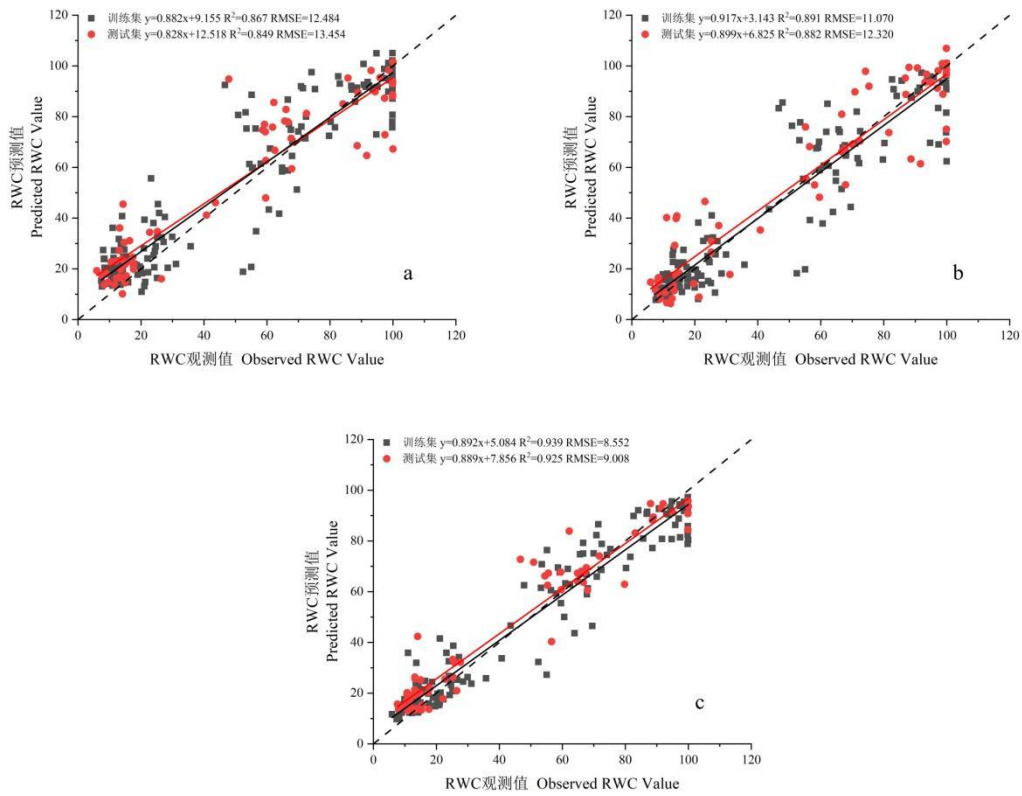 训练集 y=0.882x+9.155 R²=0.867 RMSE=12.484
测试集 y=0.828x+12.518 R²=0.849 RMSE=13.454
120
100
80
60
40
20
0
RWC预测值
Predicted RWC Value
a
0 20 40 60 80 100 120
RWC观测值 Observed RWC Value
训练集 y=0.917x+3.143 R²=0.891 RMSE=11.070
测试集 y=0.899x+6.825 R²=0.882 RMSE=12.320
120
100
80
60
40
20
0
RWC预测值
Predicted RWC Value
b
0 20 40 60 80 100 120
RWC观测值 Observed RWC Value
训练集 y=0.892x+5.084 R²=0.939 RMSE=8.552
测试集 y=0.889x+7.856 R²=0.925 RMSE=9.008
120
100
80
60
40
20
0
RWC预测值
Predicted RWC Value
c
0 20 40 60 80 100 120
RWC观测值 Observed RWC Value